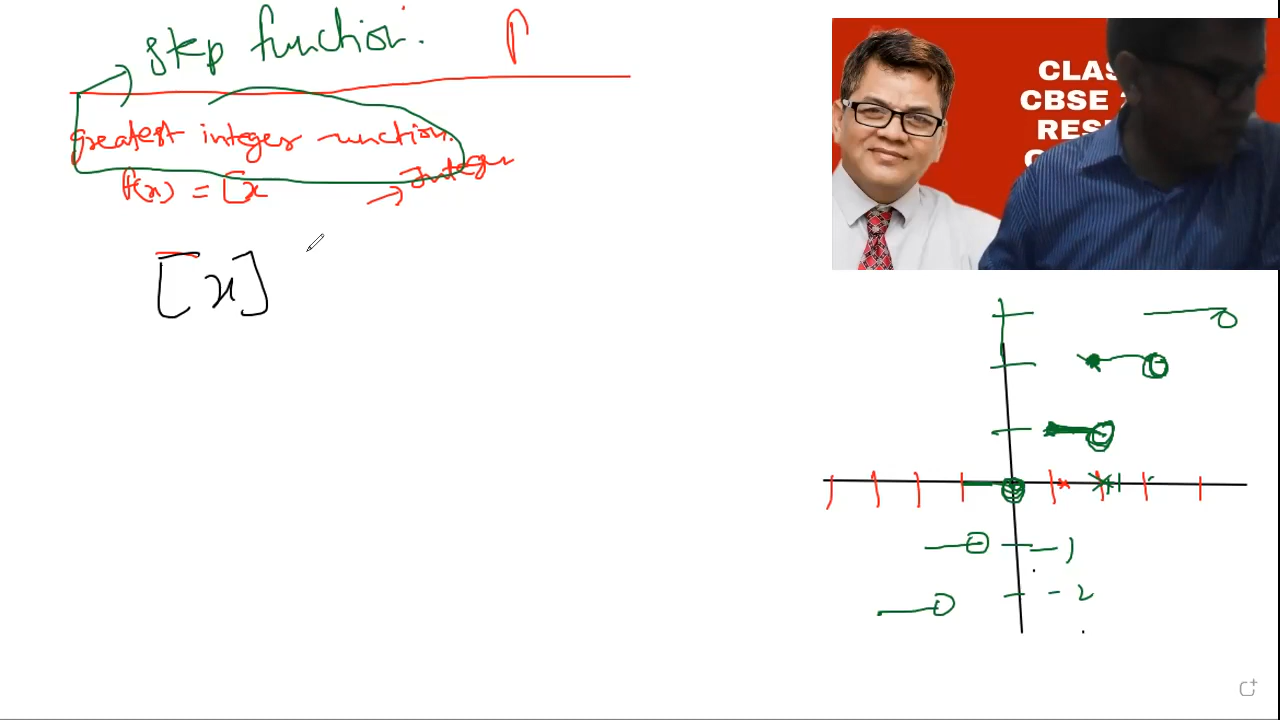 step function.
greatest integer function.
f(x) = [x
→ Integer
[x]
CLAS
CBSE
RES
-1
-2